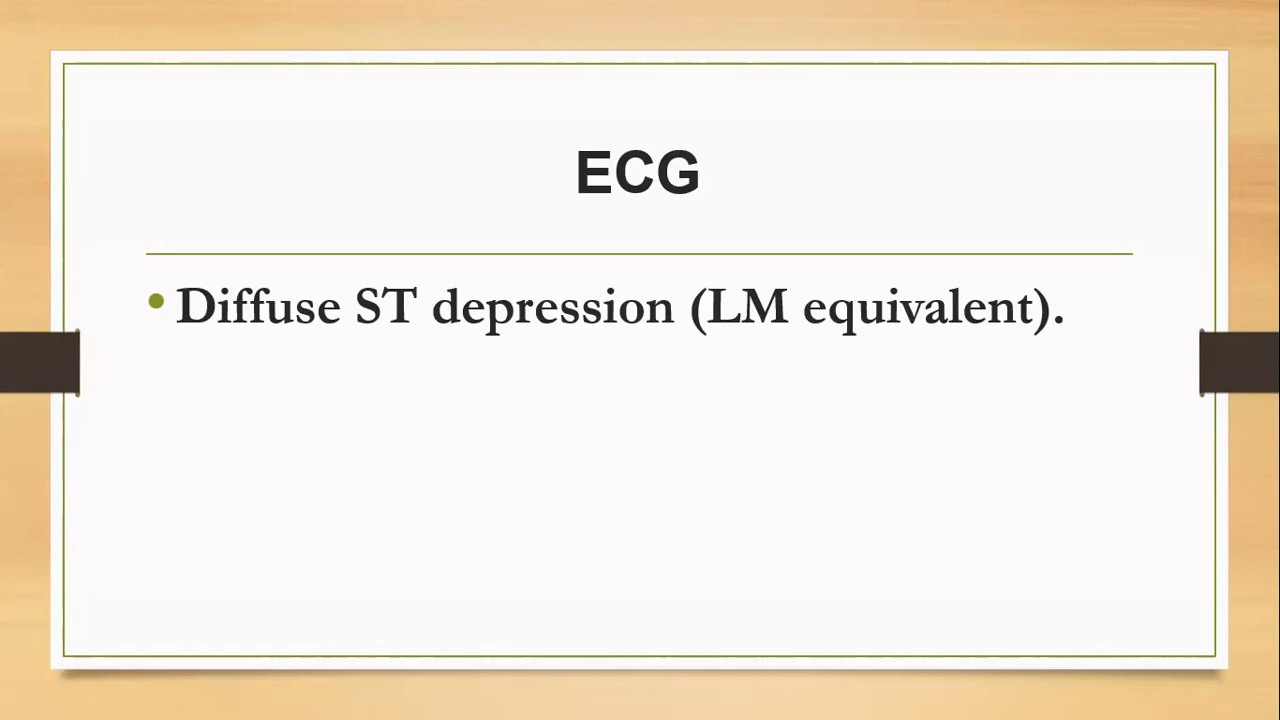 ECG
• Diffuse ST depression (LM equivalent).